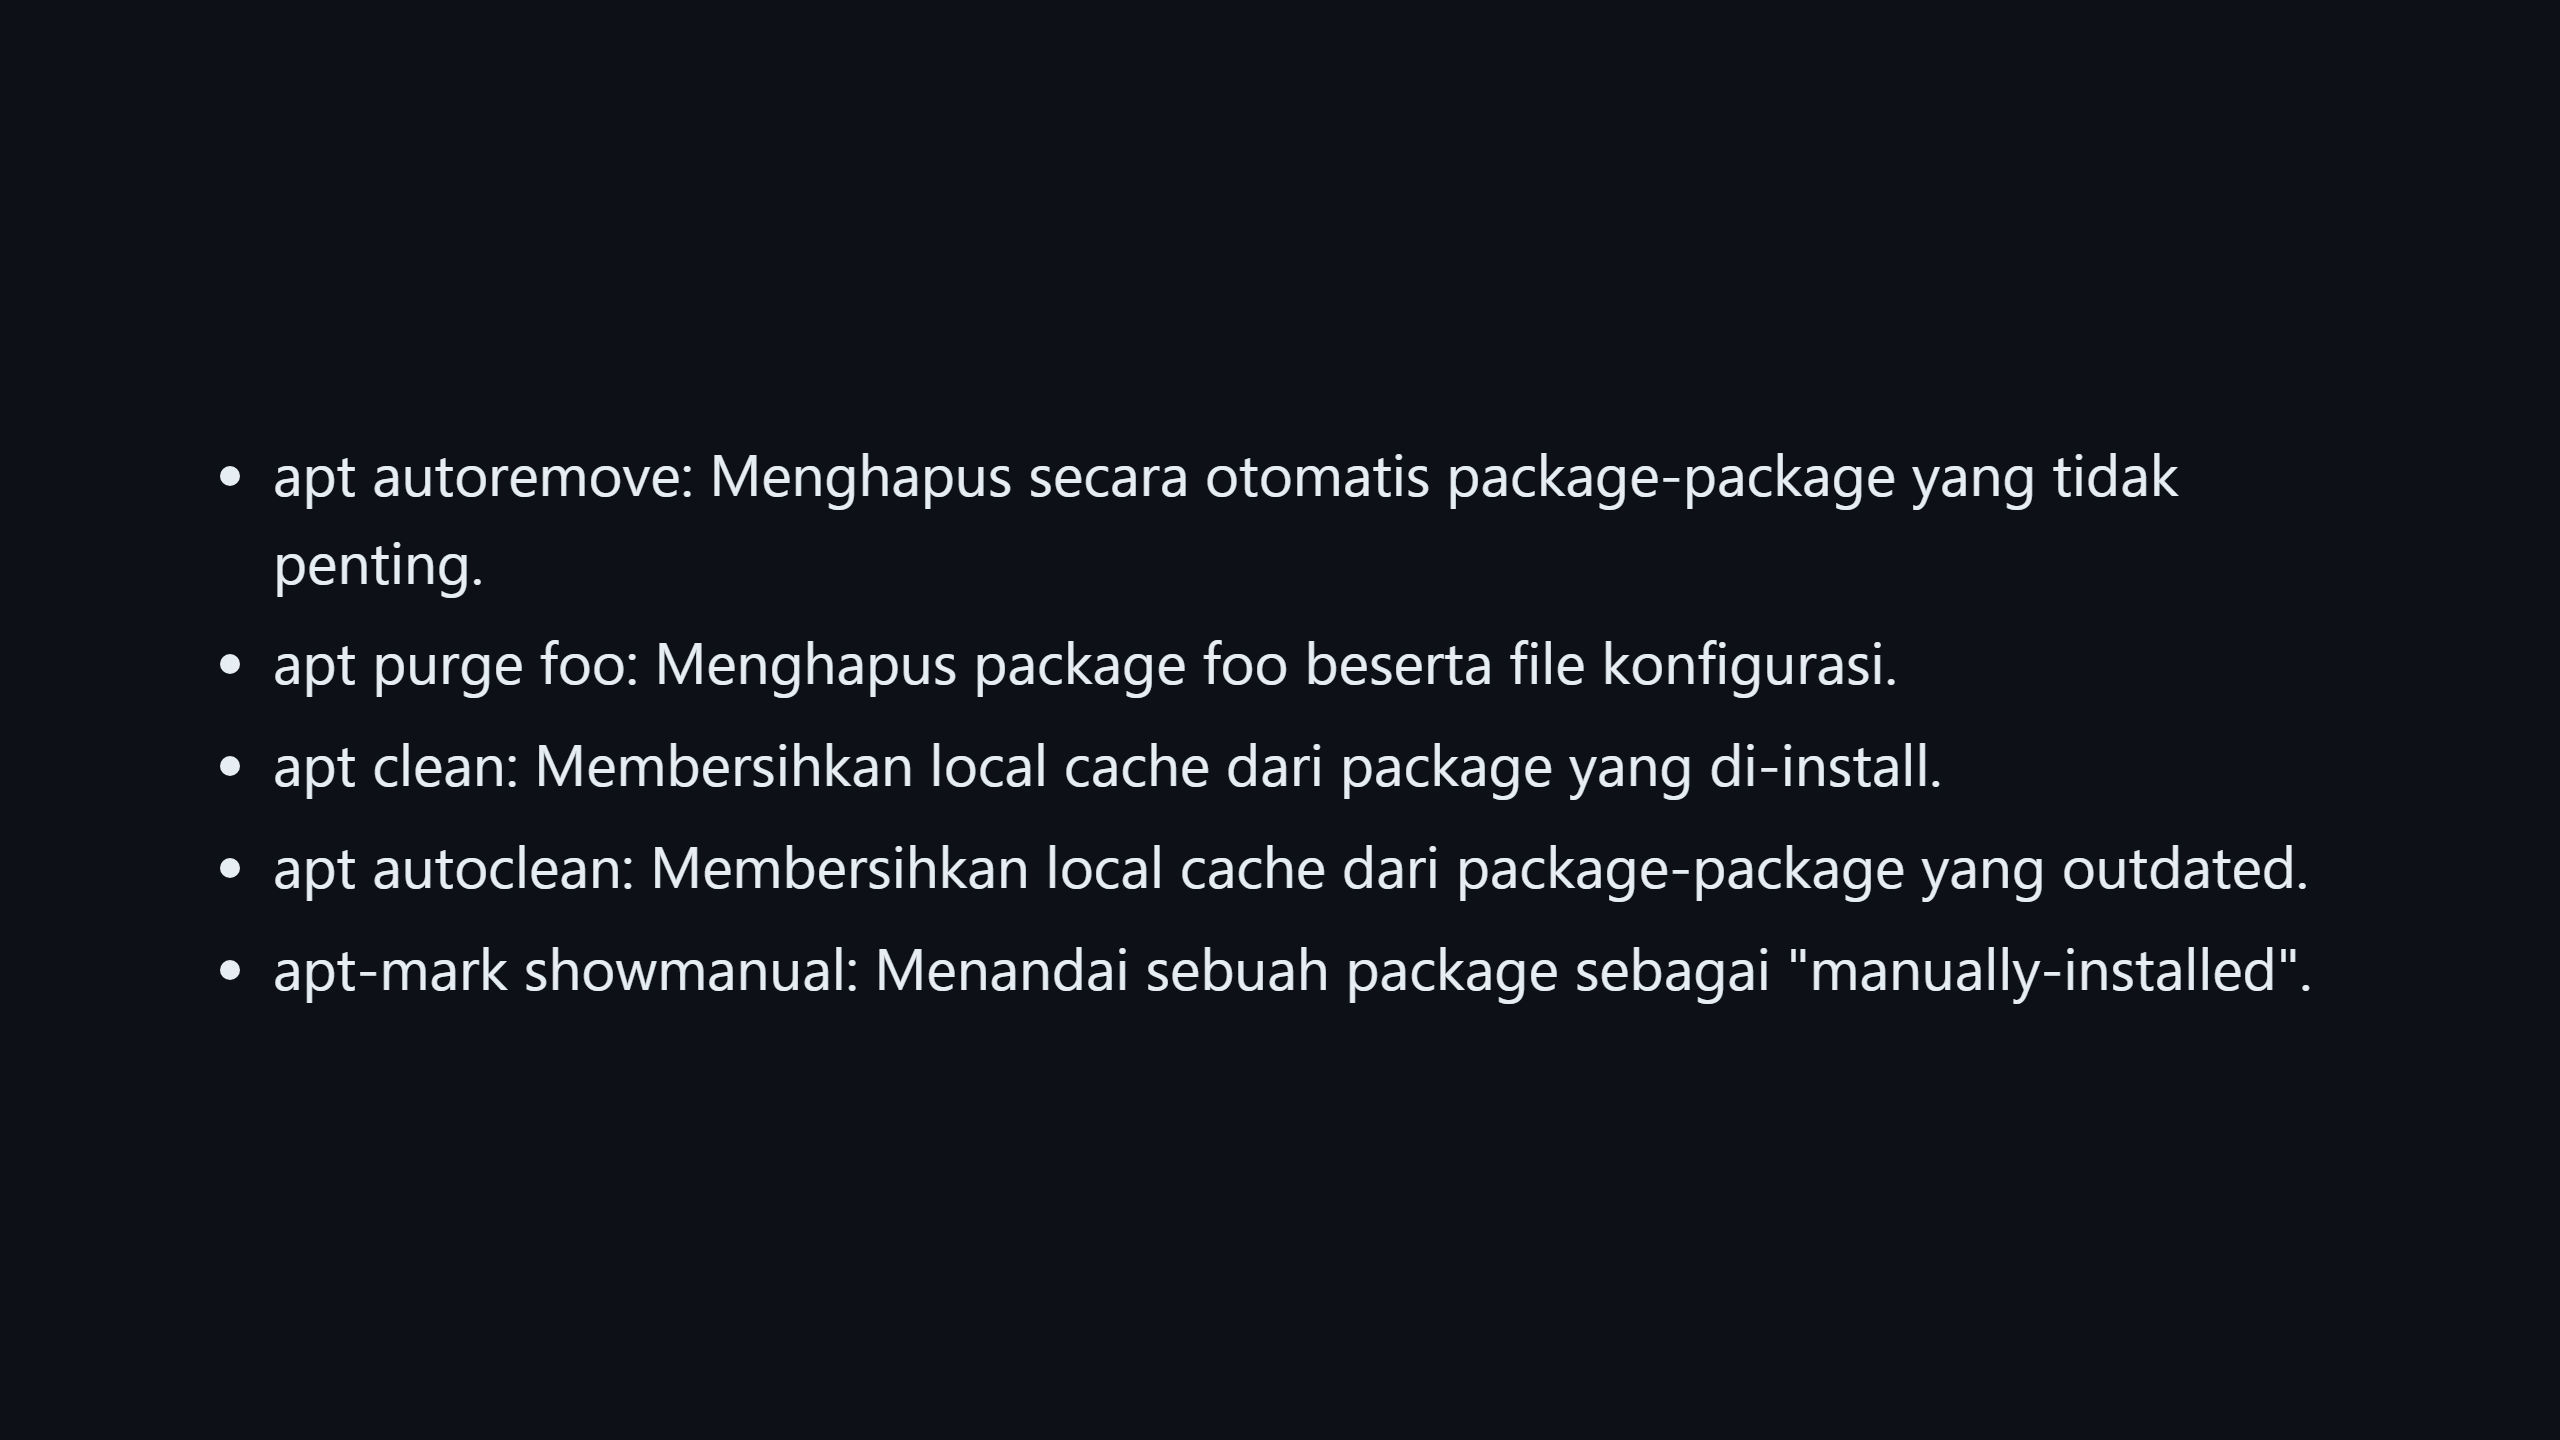 • apt autoremove: Menghapus secara otomatis package-package yang tidak
penting.
• apt purge foo: Menghapus package foo beserta file konfigurasi.
• apt clean: Membersihkan local cache dari package yang di-install.
• apt autoclean: Membersihkan local cache dari package-package yang outdated.
• apt-mark showmanual: Menandai sebuah package sebagai "manually-installed".